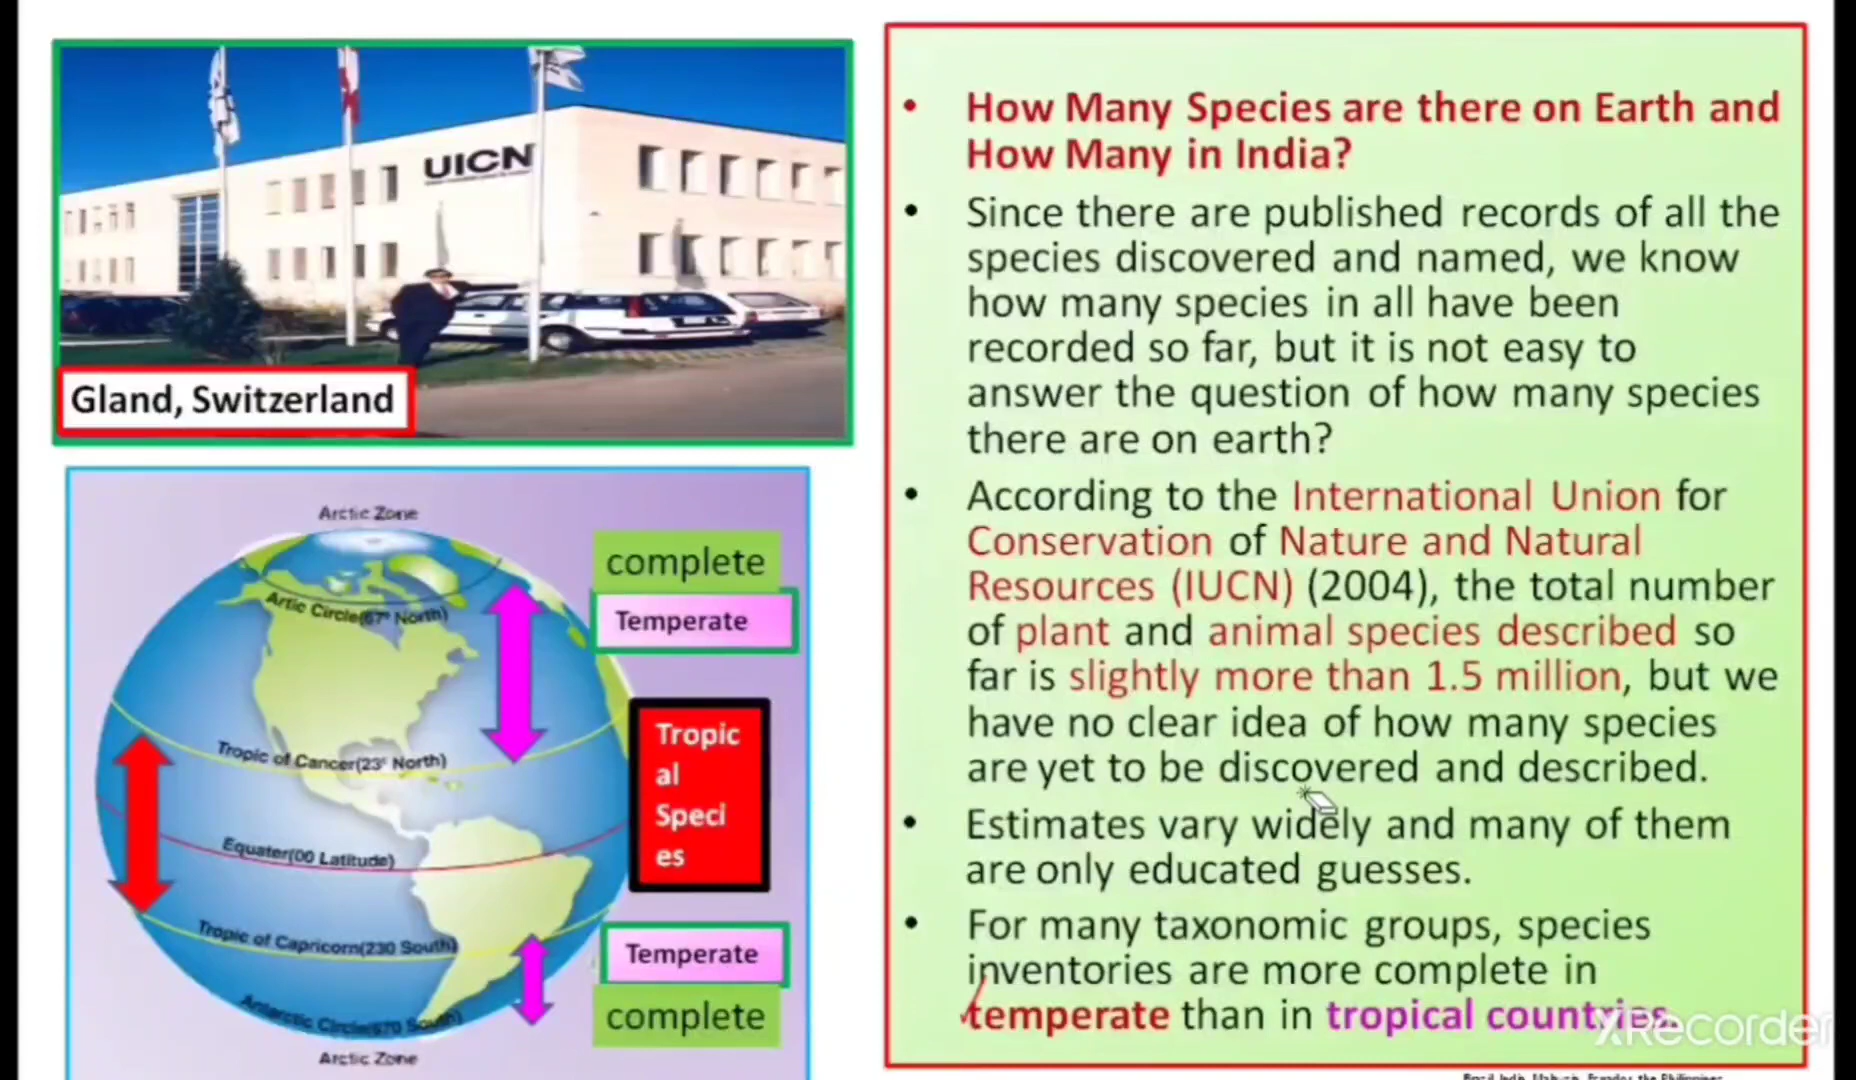 UICN
Gland, Switzerland
Arctic Zone
Artic Circle(67° North)
Tropic of Cancer(23° North)
Equater(00 Latitude)
Tropic of Capricorn(230 South)
Antarctic Circle(670 South)
Arctic Zone
complete
Temperate
Tropic
al
Speci
es
Temperate
complete
• How Many Species are there on Earth and
How Many in India?
• Since there are published records of all the
species discovered and named, we know
how many species in all have been
recorded so far, but it is not easy to
answer the question of how many species
there are on earth?
• According to the International Union for
Conservation of Nature and Natural
Resources (IUCN) (2004), the total number
of plant and animal species described so
far is slightly more than 1.5 million, but we
have no clear idea of how many species
are yet to be discovered and described.
• Estimates vary widely and many of them
are only educated guesses.
• For many taxonomic groups, species
inventories are more complete in
temperate than in tropical countries.
XRecorder